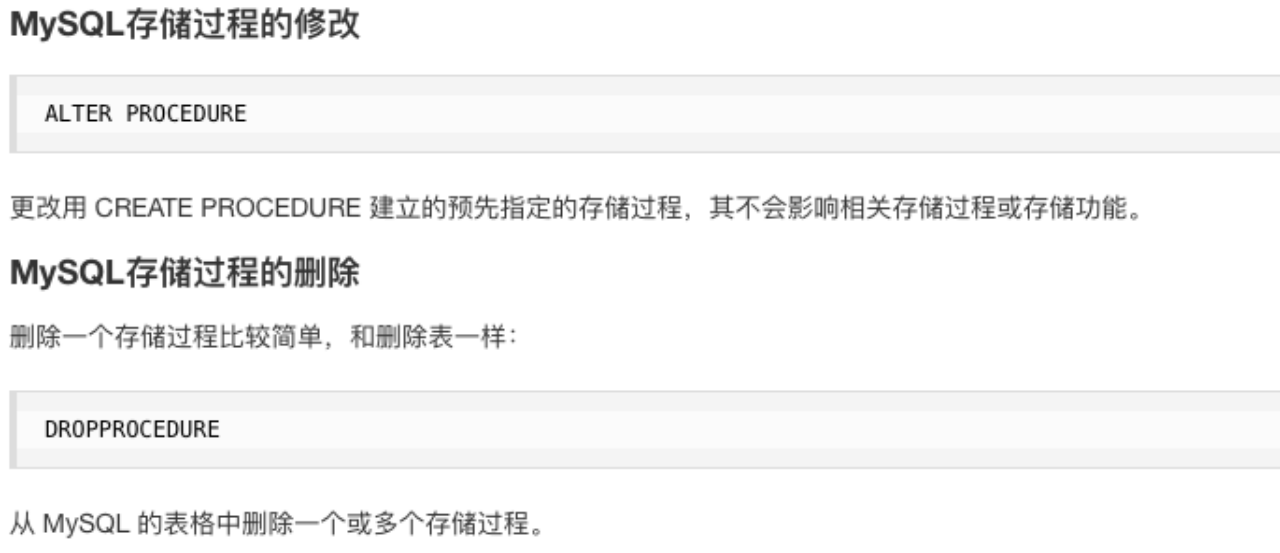 MySQL存储过程的修改
ALTER PROCEDURE
更改用 CREATE PROCEDURE 建立的预先指定的存储过程，其不会影响相关存储过程或存储功能。
MySQL存储过程的删除
删除一个存储过程比较简单，和删除表一样：
DROPPROCEDURE
从 MySQL 的表格中删除一个或多个存储过程。